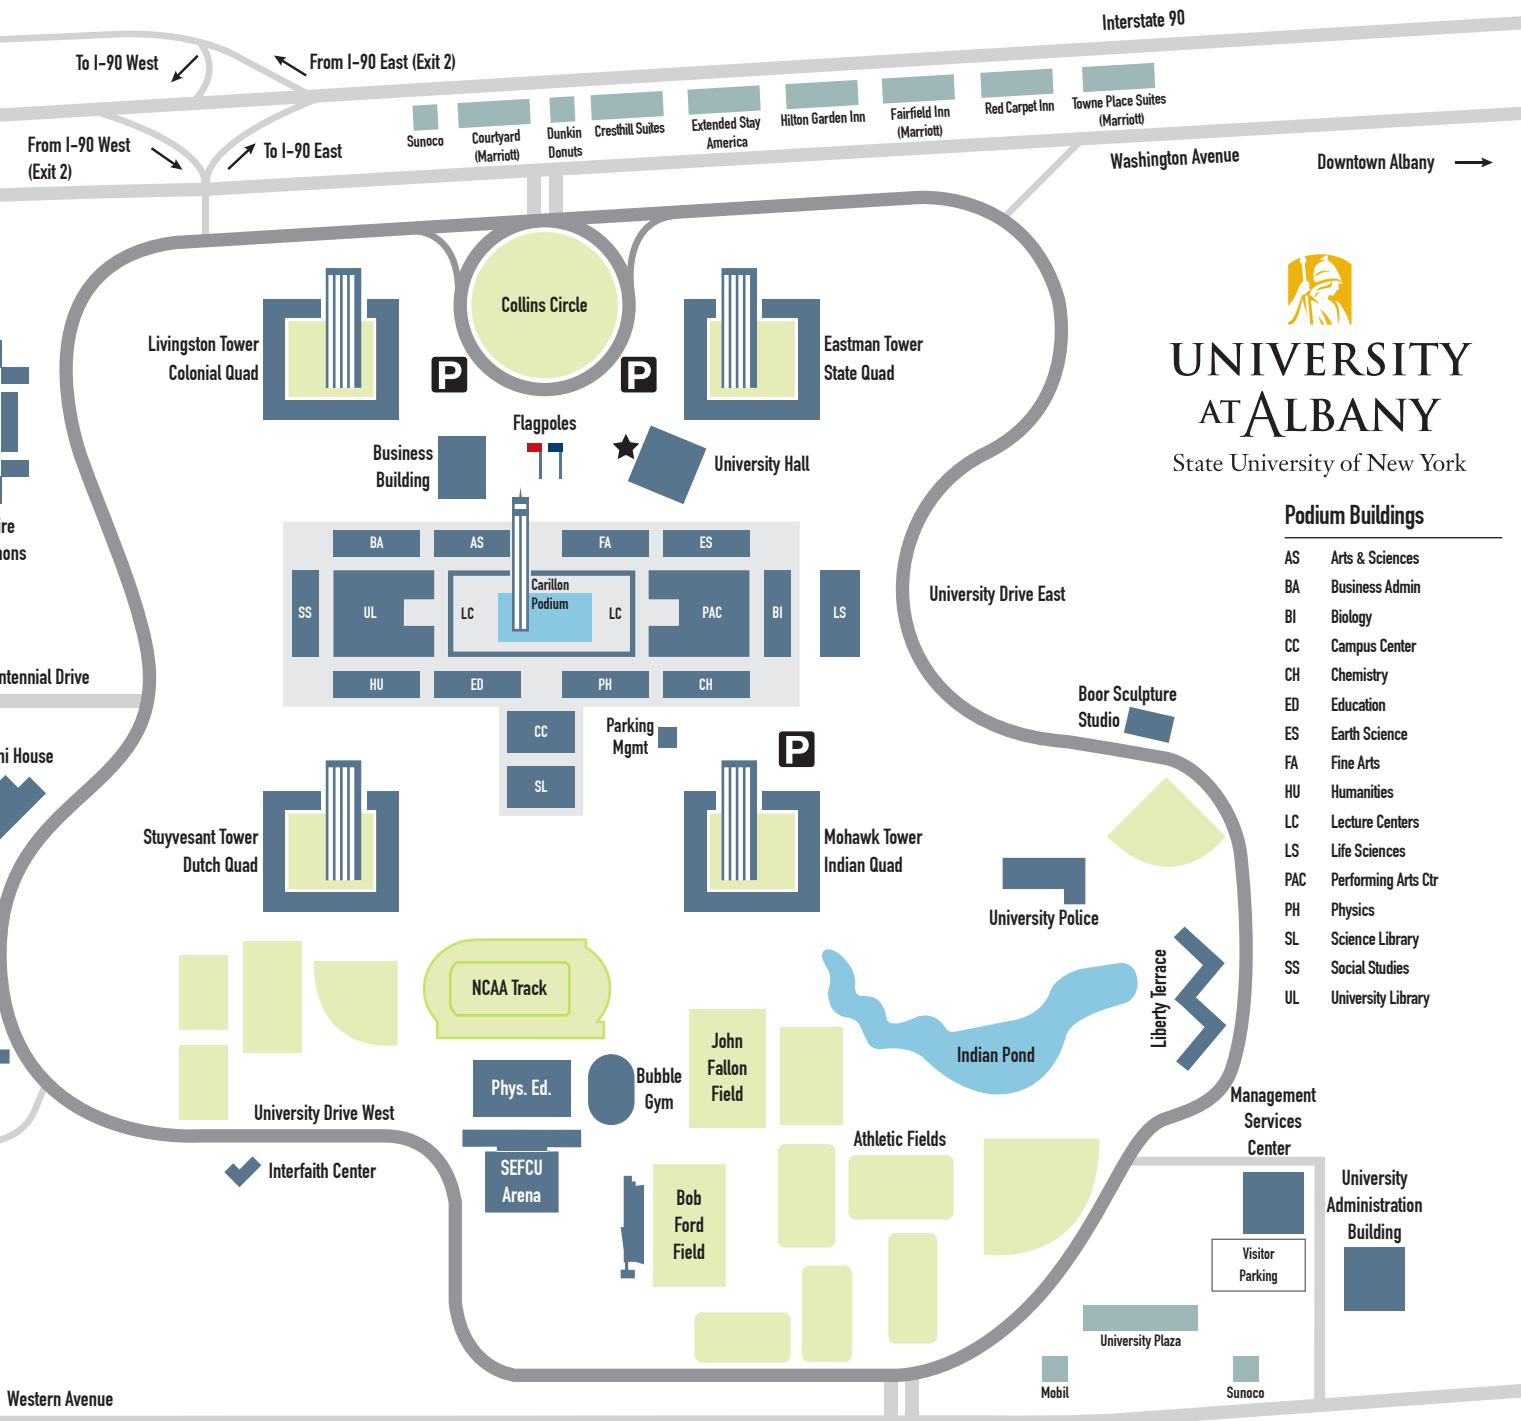 Interstate 90
To I-90 West
From I-90 East (Exit 2)
From I-90 West
(Exit 2)
To I-90 East
Sunoco
Courtyard
(Marriott)
Dunkin
Donuts
Cresthill Suites
Extended Stay
America
Hilton Garden Inn
Fairfield Inn
(Marriott)
Red Carpet Inn
Towne Place Suites
(Marriott)
Washington Avenue
Downtown Albany
Collins Circle
Livingston Tower
Colonial Quad
P
P
Eastman Tower
State Quad
Flagpoles
Business
Building
University Hall
UNIVERSITY
AT ALBANY
State University of New York
BA
AS
FA
ES
SS
UL
LC
Carillon
Podium
LC
PAC
BI
LS
HU
ED
PH
CH
CC
SL
Parking
Mgmt
P
University Drive East
Boor Sculpture
Studio
ire
nons
ntennial Drive
ni House
Stuyvesant Tower
Dutch Quad
Mohawk Tower
Indian Quad
University Police
Liberty Terrace
Podium Buildings
AS Arts & Sciences
BA Business Admin
BI Biology
CC Campus Center
CH Chemistry
ED Education
ES Earth Science
FA Fine Arts
HU Humanities
LC Lecture Centers
LS Life Sciences
PAC Performing Arts Ctr
PH Physics
SL Science Library
SS Social Studies
UL University Library
NCAA Track
John
Fallon
Field
Indian Pond
Phys. Ed.
Bubble
Gym
University Drive West
Interfaith Center
SEFCU
Arena
Bob
Ford
Field
Athletic Fields
Management
Services
Center
University
Administration
Building
Visitor
Parking
University Plaza
Mobil
Sunoco
Western Avenue